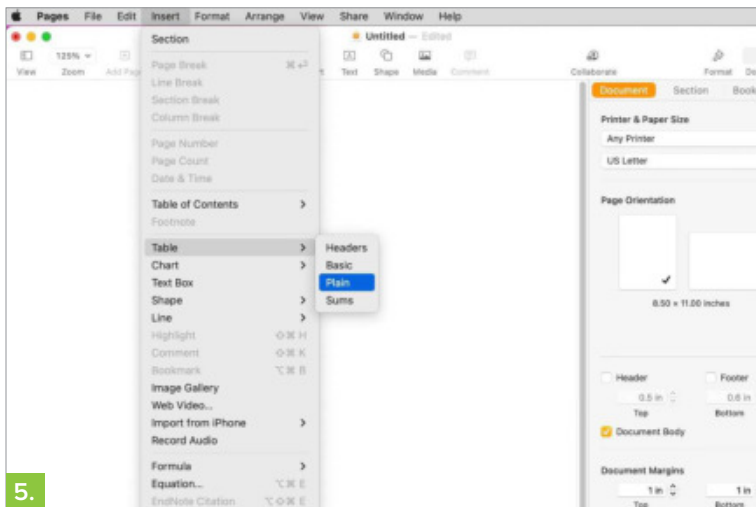 Pages File Edit Insert Format Arrange View Share Window Help
Untitled — Edited
125%
View Zoom Add Page Text Shape Media Comment Collaborate Format
Section
Page Break ⌘⏎
Line Break
Section Break
Column Break
Page Number
Page Count
Date & Time
Table of Contents >
Footnote
Table >
Chart >
Text Box
Shape >
Line >
Highlight ⇧⌘ H
Comment ⇧⌘ K
Bookmark ⌥⌘ B
Image Gallery
Web Video...
Import from iPhone >
Record Audio
Formula >
Equation... ⌥⌘ E
EndNote Citation ⌥⇧⌘ E
Headers
Basic
Plain
Sums
Document Section Book
Printer & Paper Size
Any Printer
US Letter
Page Orientation
8.50 × 11.00 inches
Header Footer
0.5 in 0.6 in
Top Bottom
Document Body
Document Margins
1 in 1 in
Top Bottom
5.